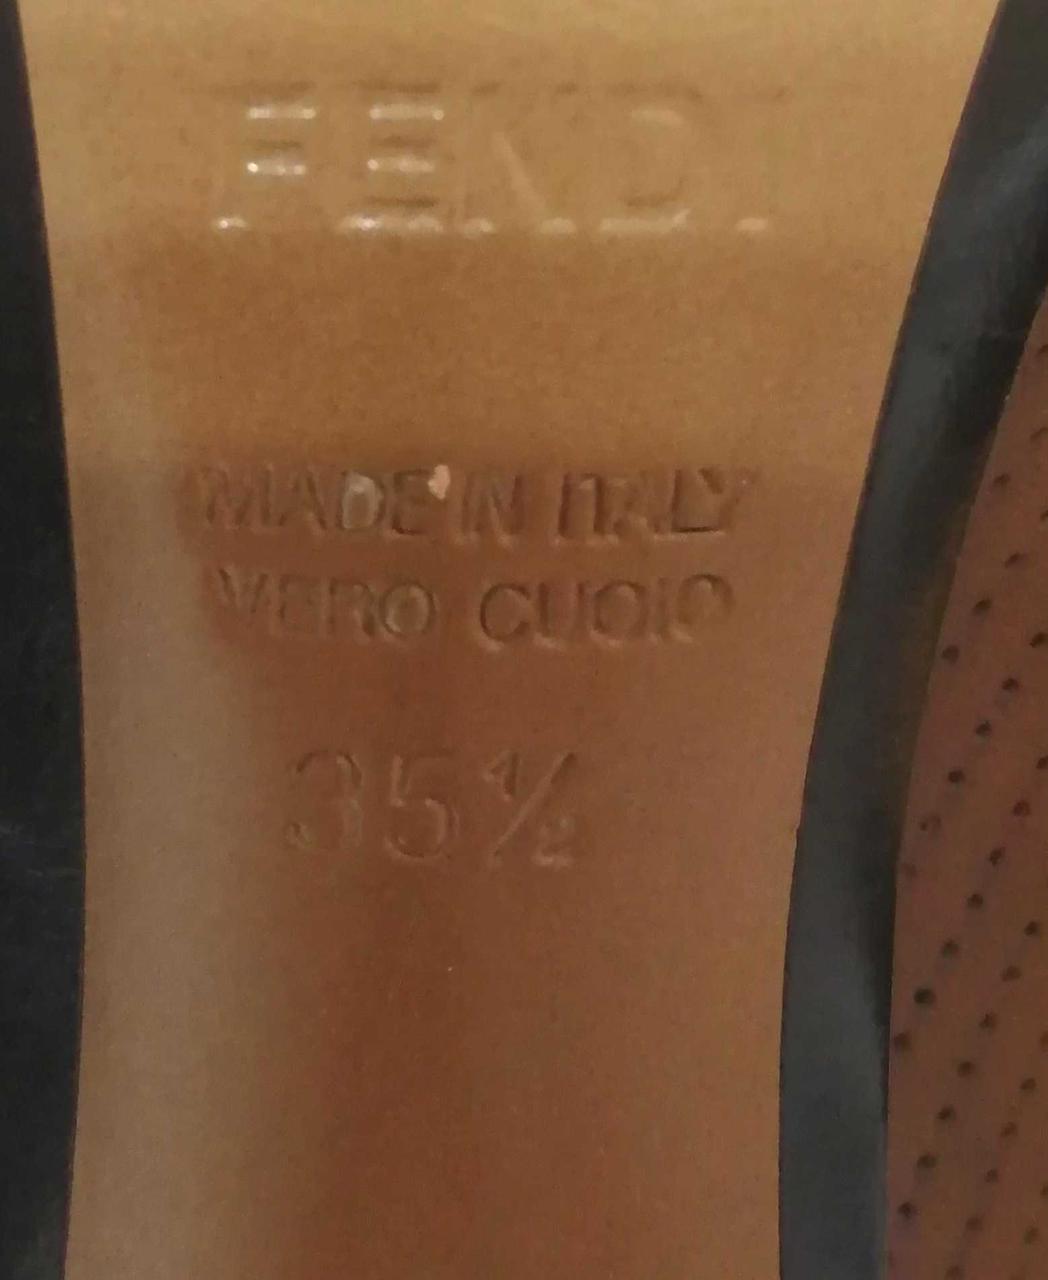 FENDI
MADE IN ITALY
VERO CUOIO
35½